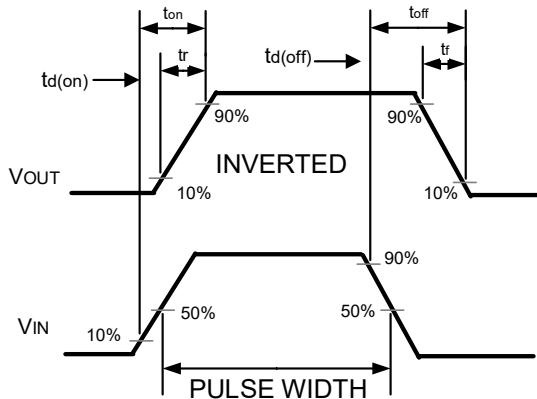 ton
toff
td(on)
tr
td(off)
tf
90%
90%
INVERTED
VOUT
10%
10%
90%
50%
50%
VIN
10%
PULSE WIDTH